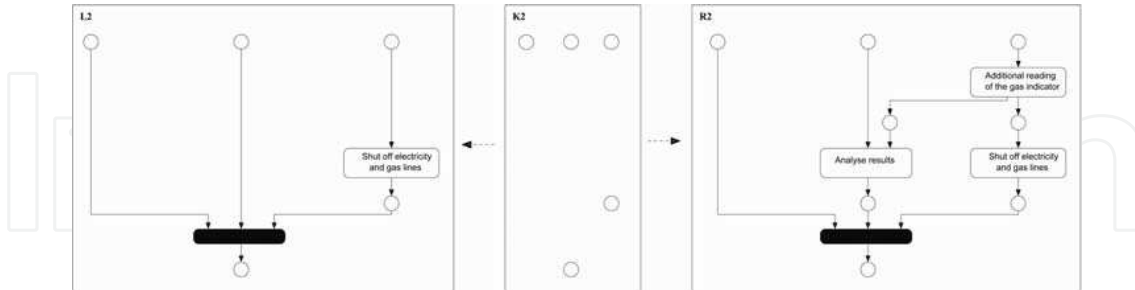 L2
K2
R2
Additional reading
of the gas indicator
Shut off electricity
and gas lines
Analyse results
Shut off electricity
and gas lines